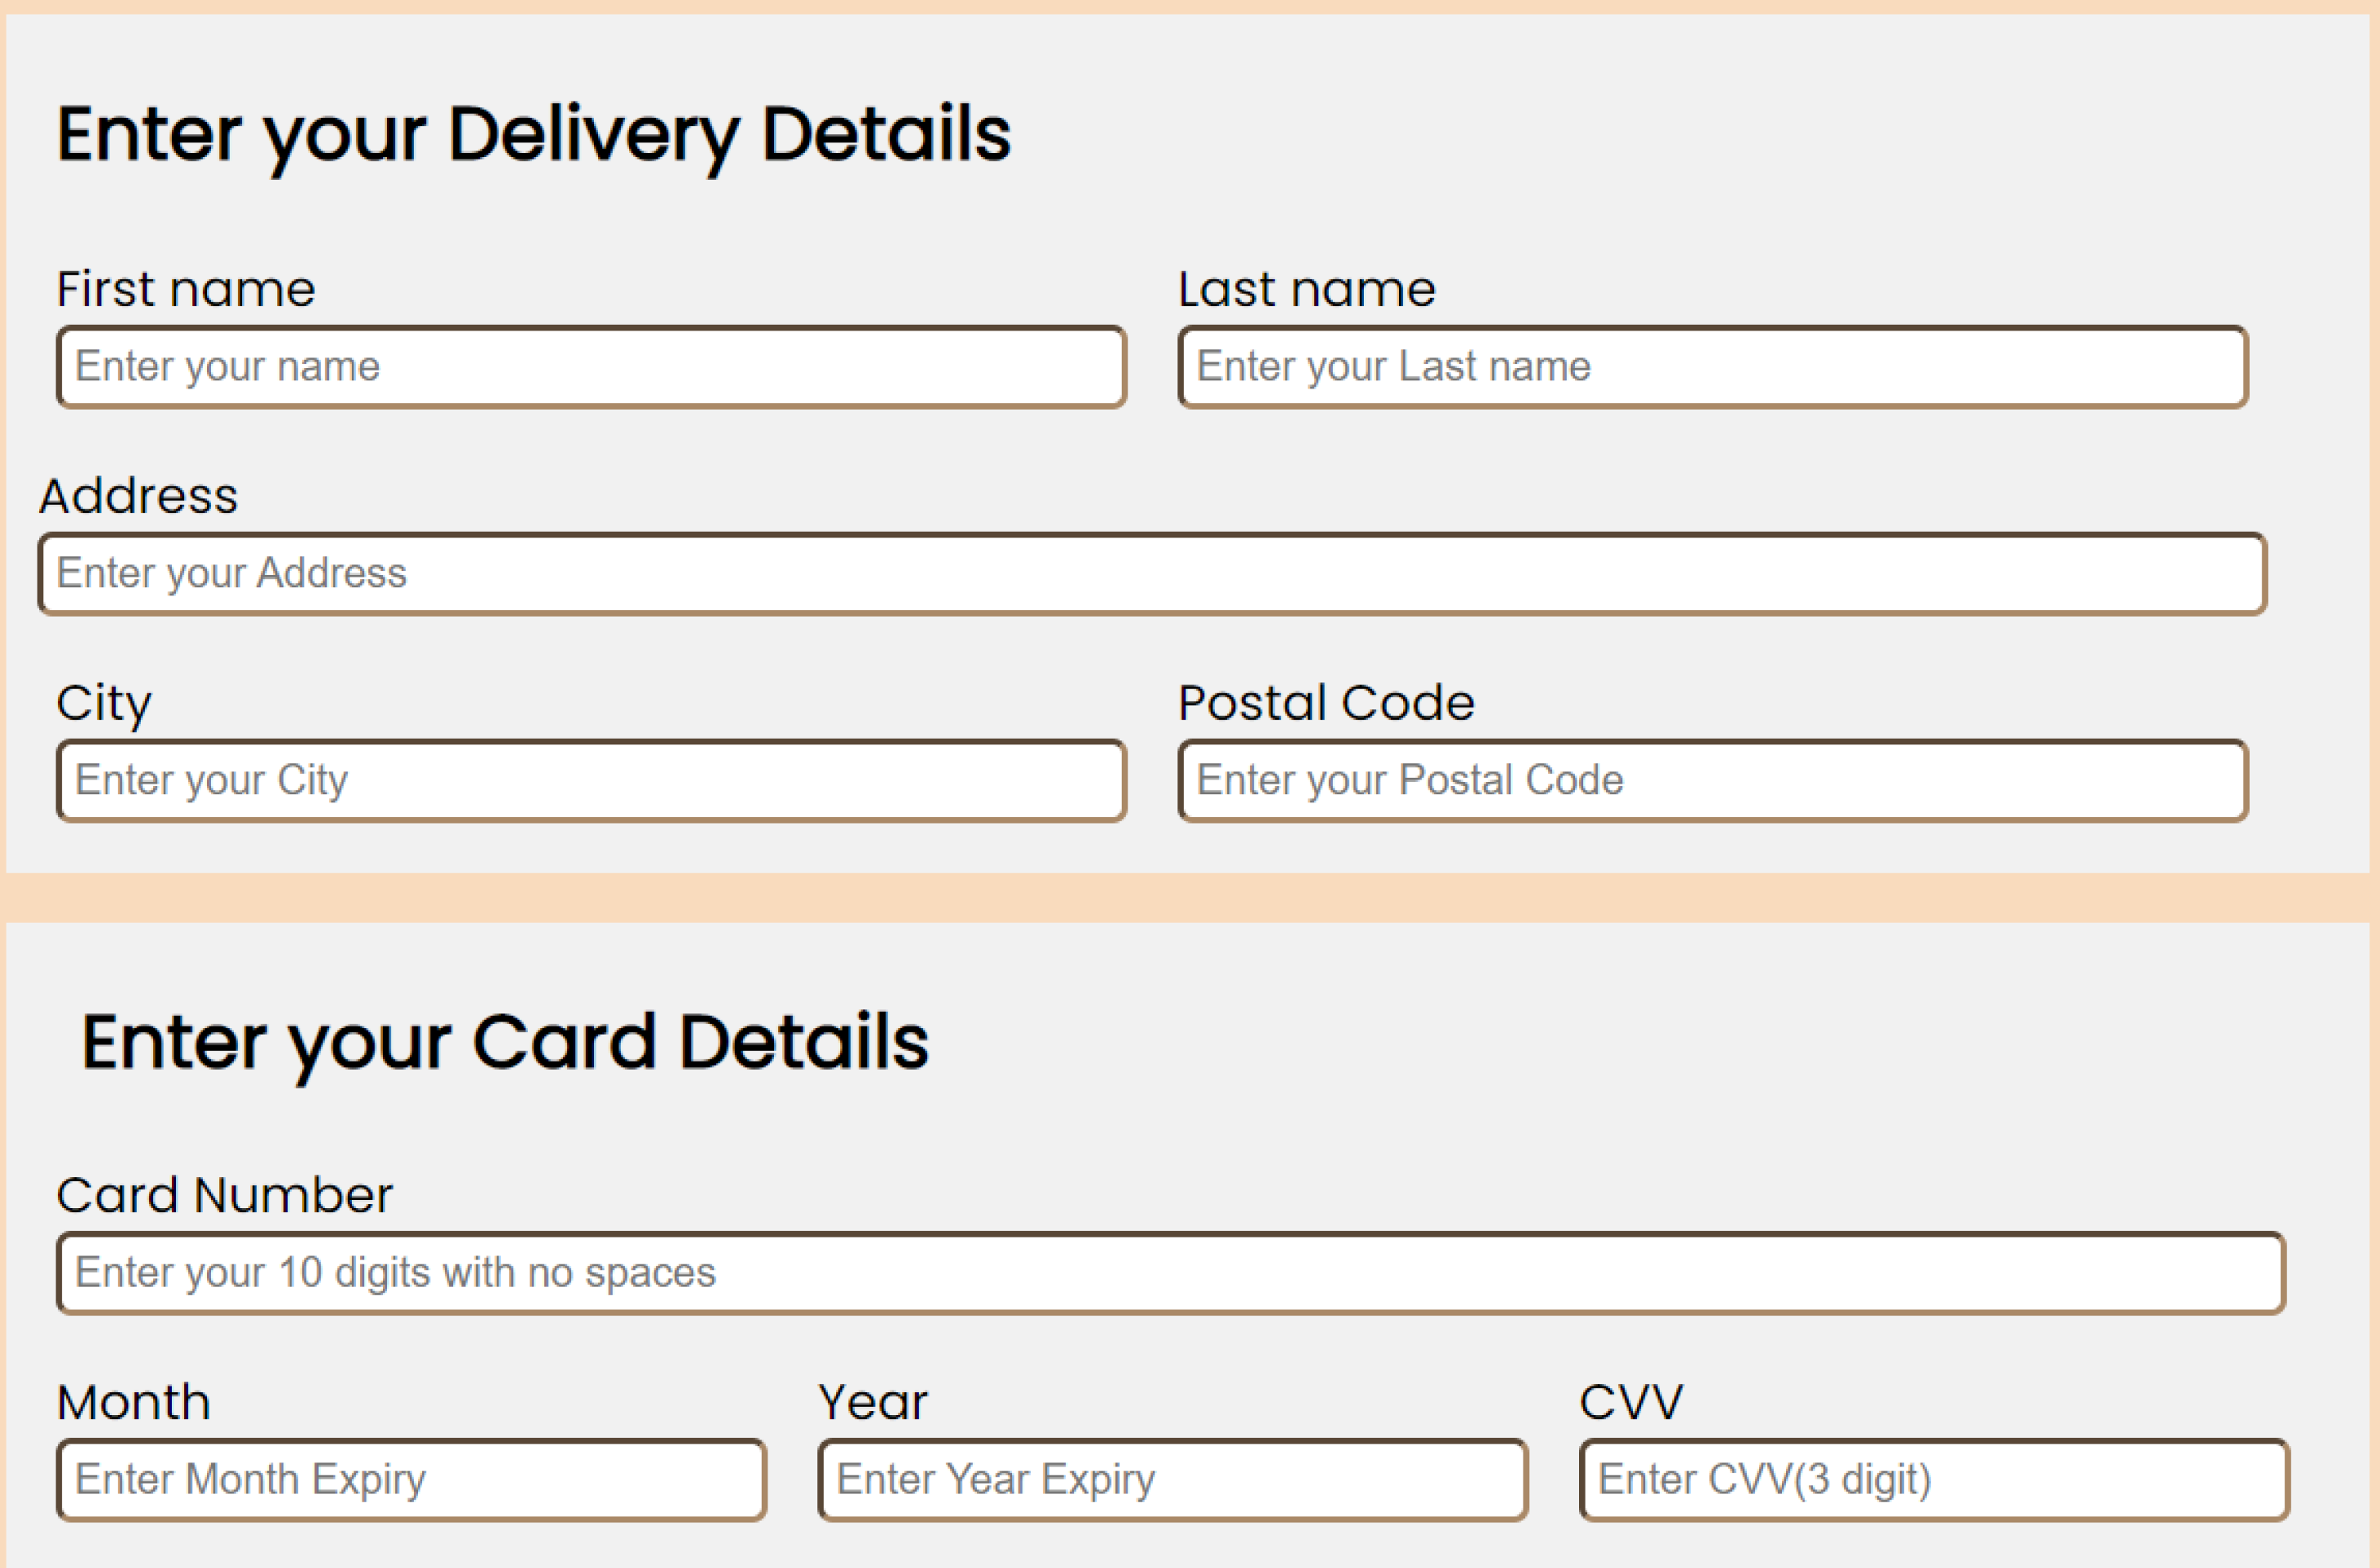 Enter your Delivery Details
First name Last name
Enter your name Enter your Last name
Address
Enter your Address
City Postal Code
Enter your City Enter your Postal Code
Enter your Card Details
Card Number
Enter your 10 digits with no spaces
Month Year CVV
Enter Month Expiry Enter Year Expiry Enter CVV(3 digit)